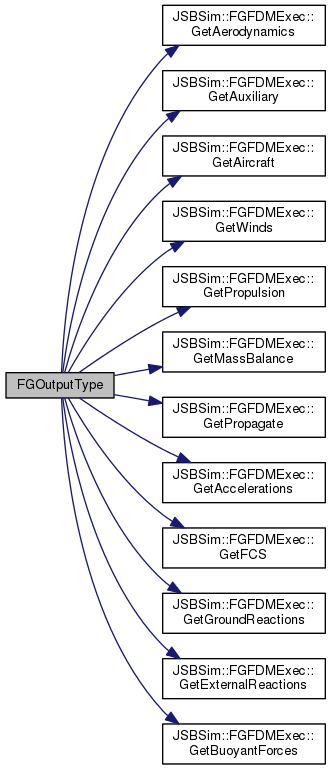 JSBSim::FGFDMExec::
GetAerodynamics
JSBSim::FGFDMExec::
GetAuxiliary
JSBSim::FGFDMExec::
GetAircraft
JSBSim::FGFDMExec::
GetWinds
JSBSim::FGFDMExec::
GetPropulsion
JSBSim::FGFDMExec::
GetMassBalance
FGOutputType
JSBSim::FGFDMExec::
GetPropagate
JSBSim::FGFDMExec::
GetAccelerations
JSBSim::FGFDMExec::
GetFCS
JSBSim::FGFDMExec::
GetGroundReactions
JSBSim::FGFDMExec::
GetExternalReactions
JSBSim::FGFDMExec::
GetBuoyantForces